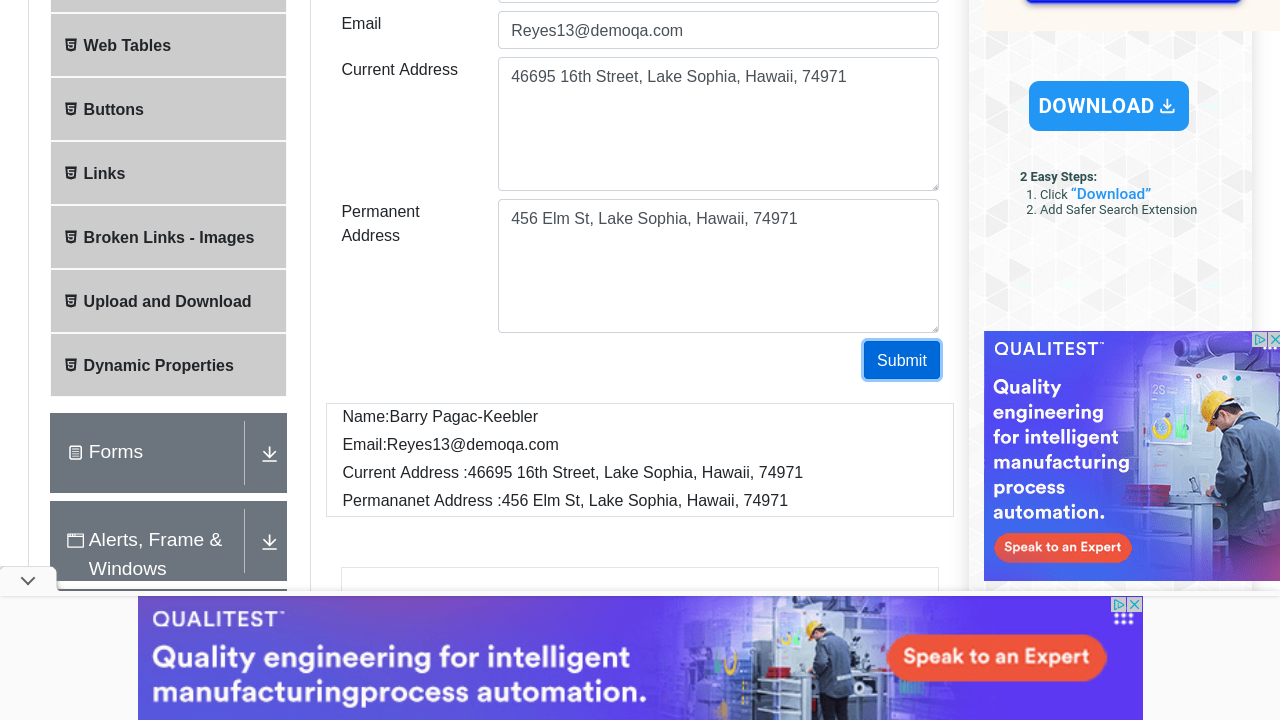 Email
Reyes13@demoqa.com
Current Address
46695 16th Street, Lake Sophia, Hawaii, 74971
Permanent
Address
456 Elm St, Lake Sophia, Hawaii, 74971
Submit
Name:Barry Pagac-Keebler
Email:Reyes13@demoqa.com
Current Address :46695 16th Street, Lake Sophia, Hawaii, 74971
Permananet Address :456 Elm St, Lake Sophia, Hawaii, 74971
Web Tables
Buttons
Links
Broken Links - Images
Upload and Download
Dynamic Properties
Forms
Alerts, Frame &
Windows
DOWNLOAD
2 Easy Steps:
1. Click “Download”
2. Add Safer Search Extension
QUALITEST
Quality
engineering
for intelligent
manufacturing
process
automation.
Speak to an Expert
QUALITEST
Quality engineering for intelligent
manufacturingprocess automation.
Speak to an Expert